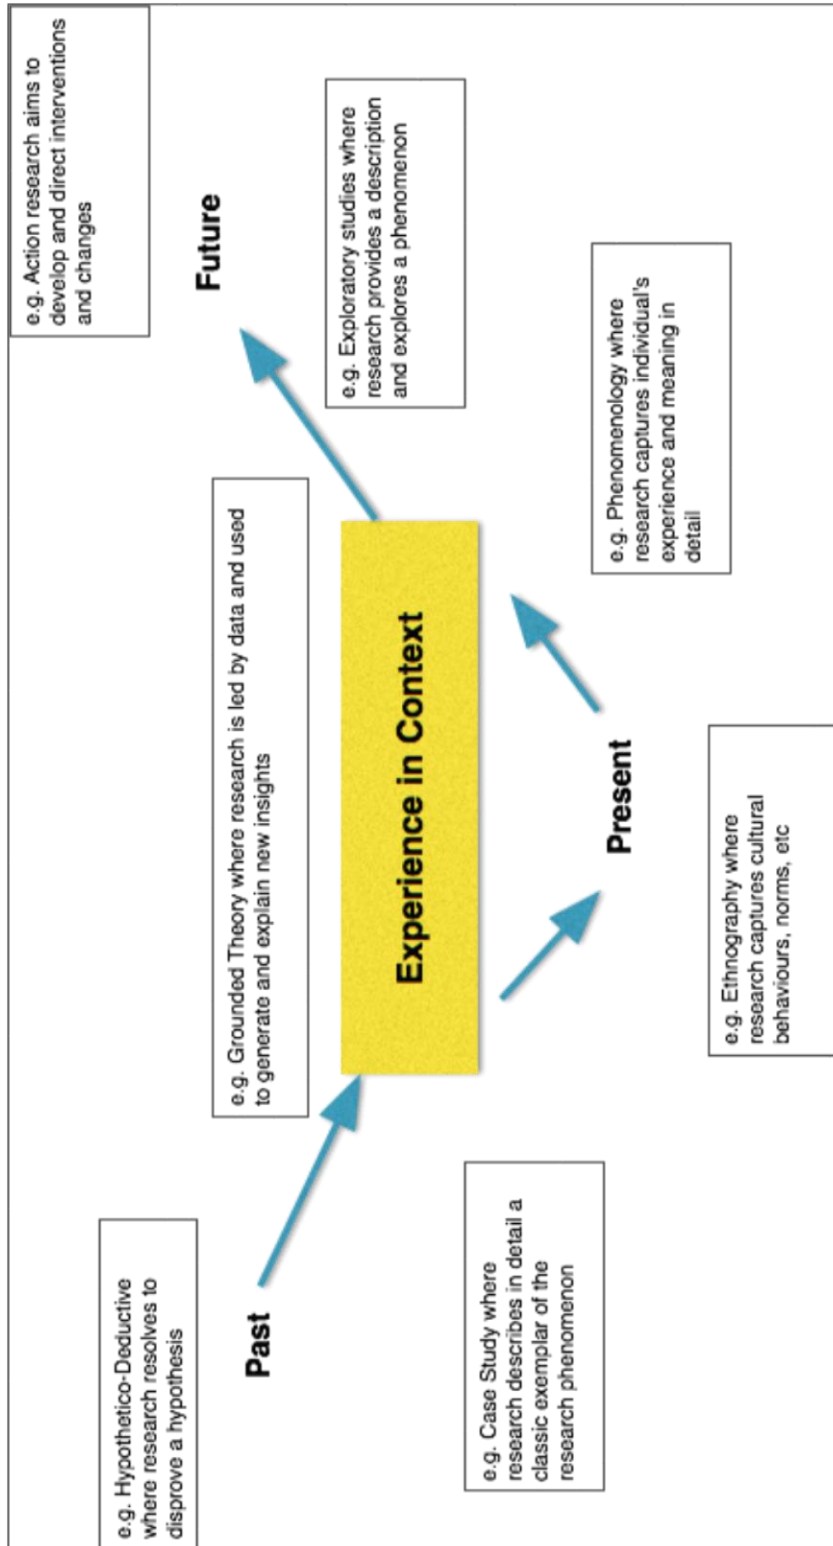 e.g. Hypothetico-Deductive
where research resolves to
disprove a hypothesis
Past
e.g. Case Study where
research describes in detail a
classic exemplar of the
research phenomenon
e.g. Grounded Theory where research is led by data and used
to generate and explain new insights
Experience in Context
Present
e.g. Ethnography where
research captures cultural
behaviours, norms, etc
e.g. Action research aims to
develop and direct interventions
and changes
Future
e.g. Exploratory studies where
research provides a description
and explores a phenomenon
e.g. Phenomenology where
research captures individual's
experience and meaning in
detail